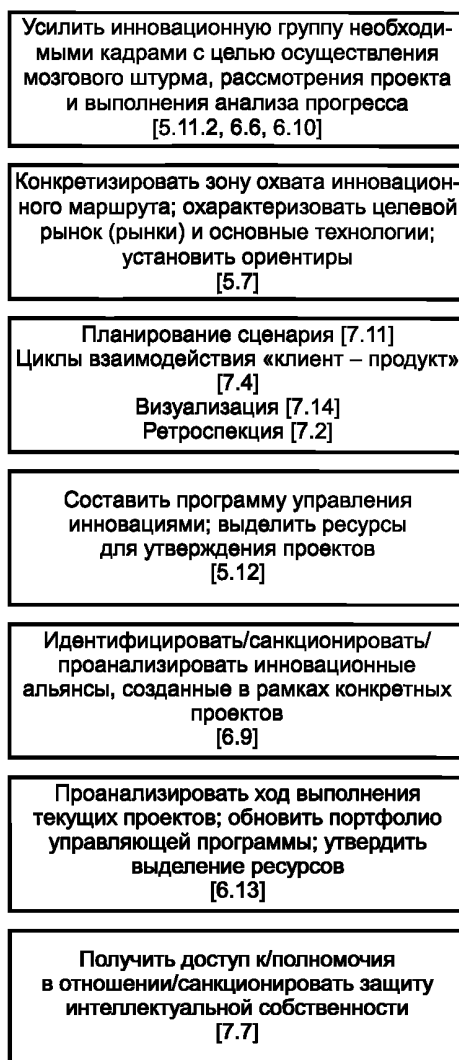 Усилить инновационную группу необходи-
мыми кадрами с целью осуществления
мозгового штурма, рассмотрения проекта
и выполнения анализа прогресса
[5.11.2, 6.6, 6.10]
Конкретизировать зону охвата инновацион-
ного маршрута; охарактеризовать целевой
рынок (рынки) и основные технологии;
установить ориентиры
[5.7]
Планирование сценария [7.11]
Циклы взаимодействия «клиент – продукт»
[7.4]
Визуализация [7.14]
Ретроспекция [7.2]
Составить программу управления
инновациями; выделить ресурсы
для утверждения проектов
[5.12]
Идентифицировать/санкционировать/
проанализировать инновационные
альянсы, созданные в рамках конкретных
проектов
[6.9]
Проанализировать ход выполнения
текущих проектов; обновить портфолио
управляющей программы; утвердить
выделение ресурсов
[6.13]
Получить доступ к/полномочия
в отношении/санкционировать защиту
интеллектуальной собственности
[7.7]